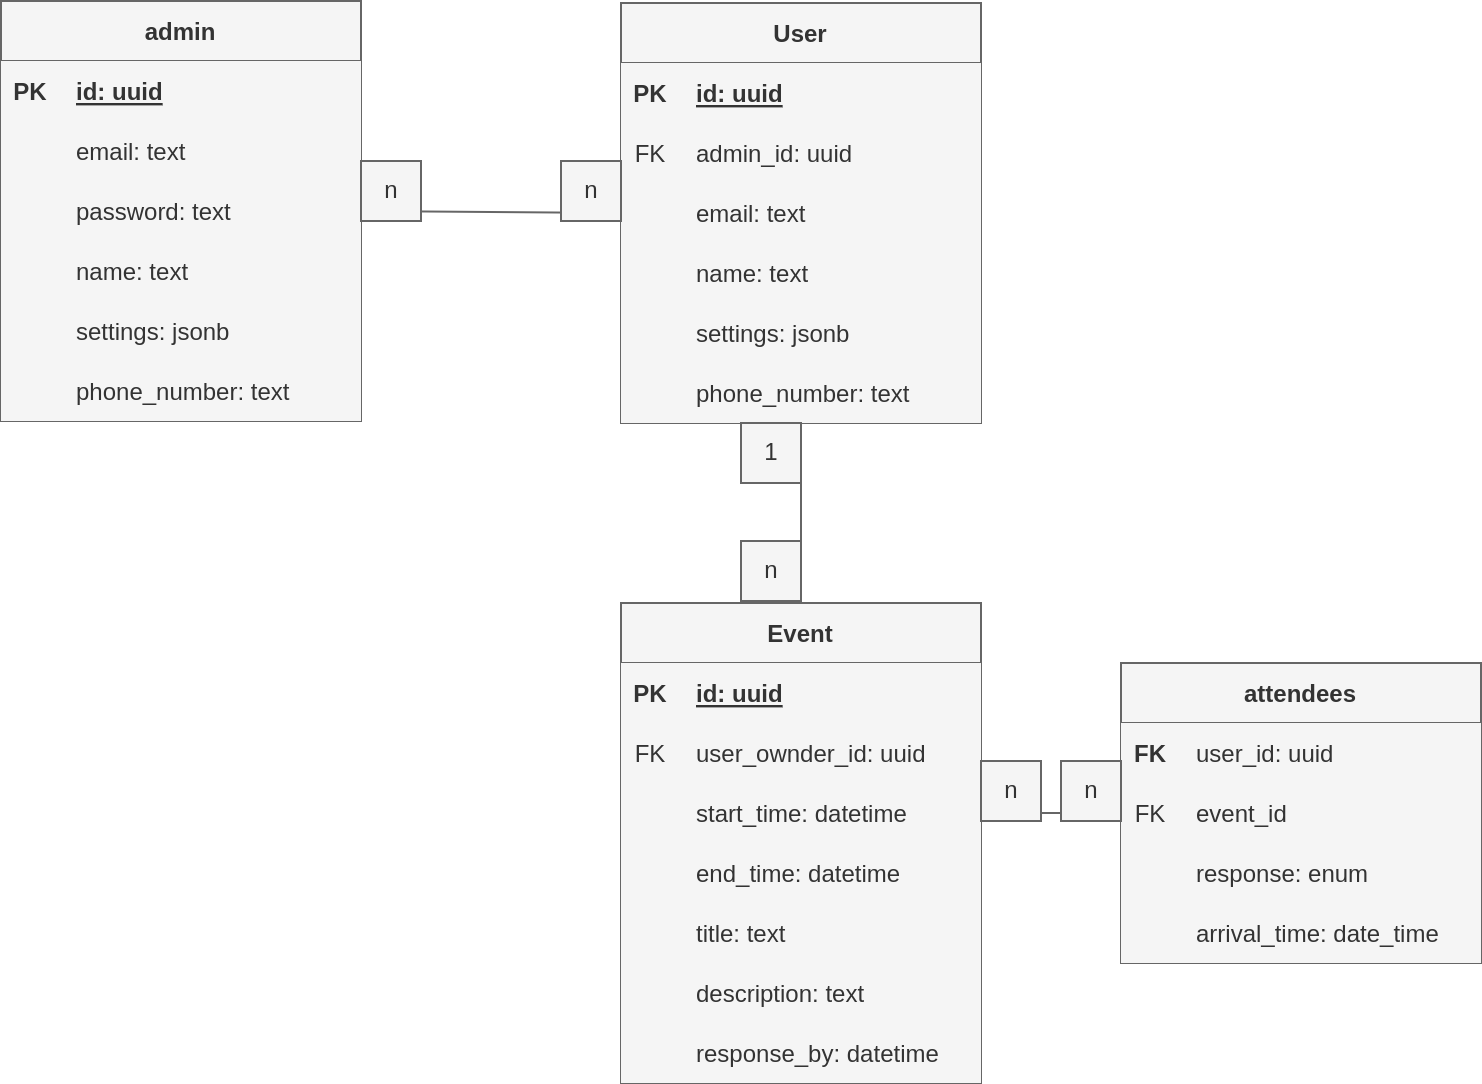 admin
PK id: uuid
email: text
password: text
name: text
settings: jsonb
phone_number: text
n
n
User
PK id: uuid
FK admin_id: uuid
email: text
name: text
settings: jsonb
phone_number: text
1
n
Event
PK id: uuid
FK user_ownder_id: uuid
start_time: datetime
end_time: datetime
title: text
description: text
response_by: datetime
n
n
attendees
FK user_id: uuid
FK event_id
response: enum
arrival_time: date_time